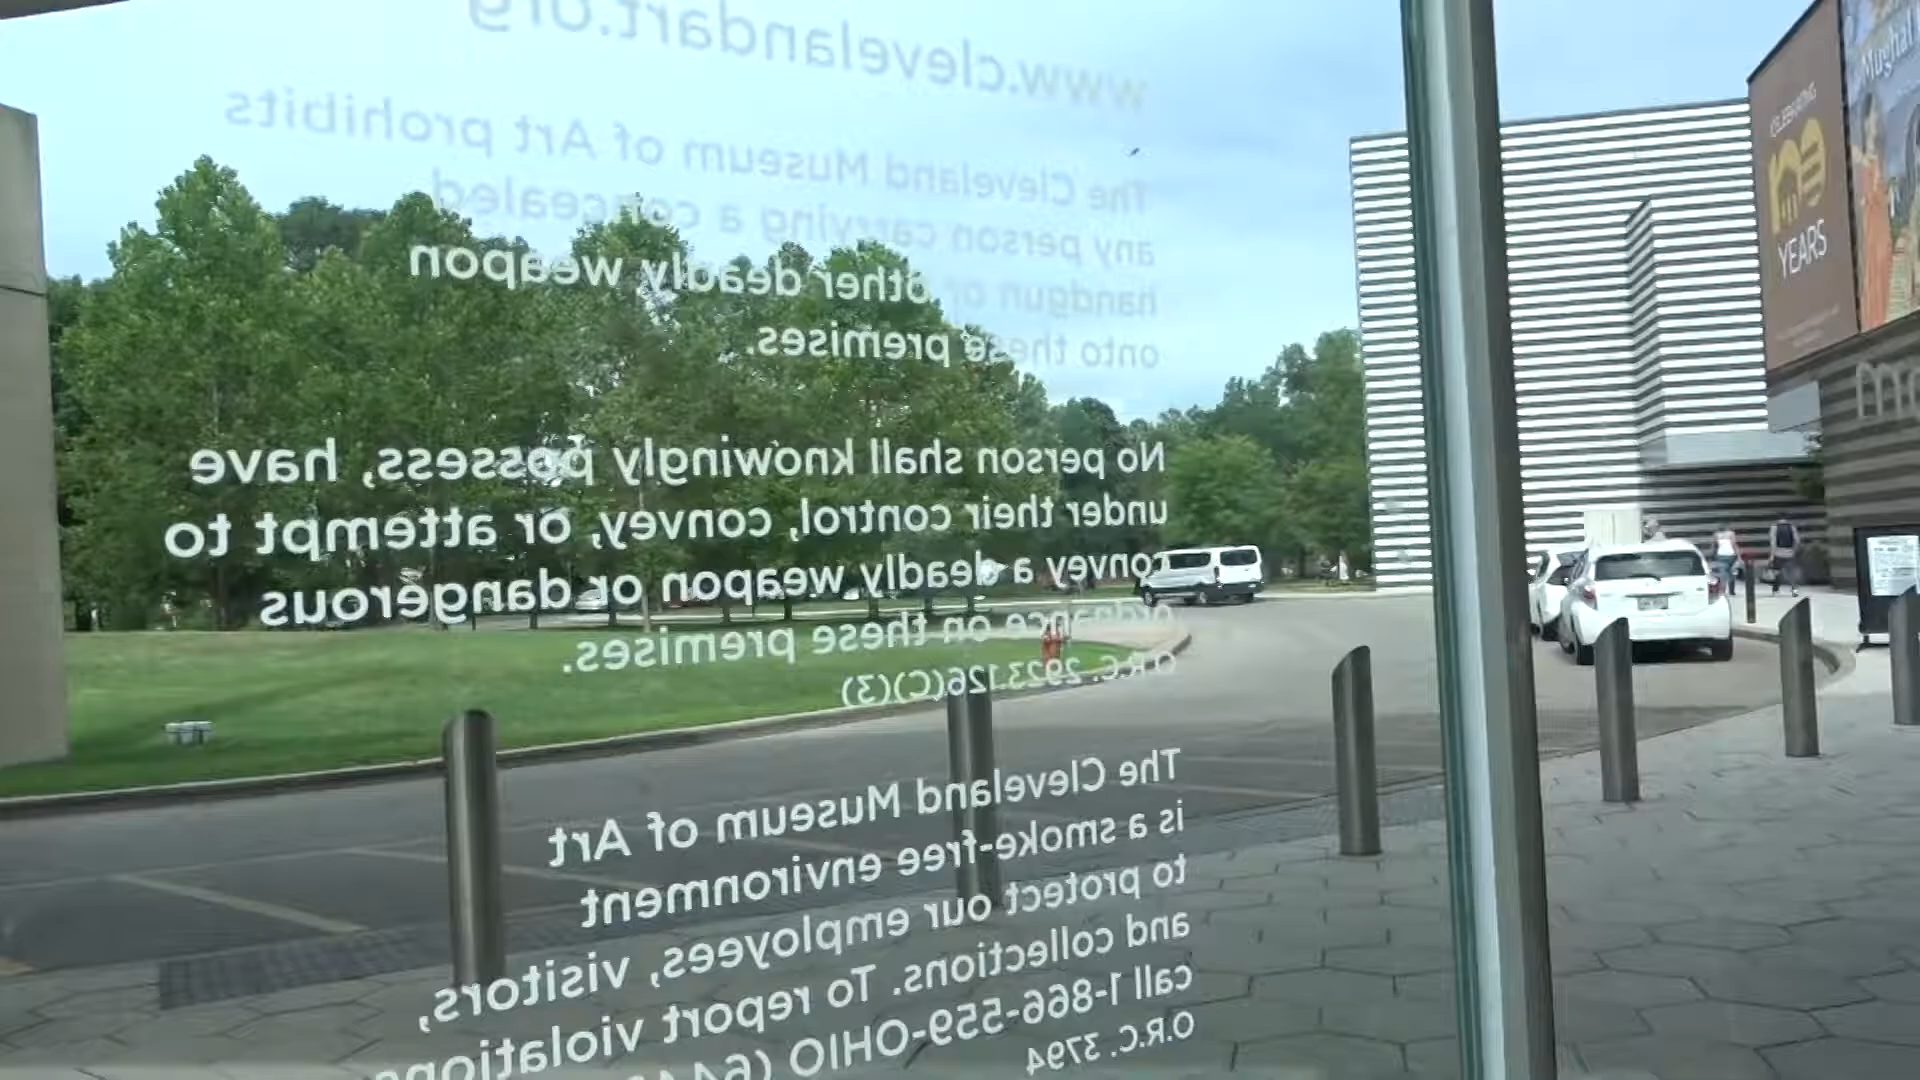 www.clevelandart.org
The Cleveland Museum of Art prohibits
any person carrying a concealed
handgun or other deadly weapon
onto these premises.
No person shall knowingly possess, have
under their control, convey, or attempt to
convey a deadly weapon or dangerous
ordnance on these premises.
O.R.C. 2923.126(C)(3)
The Cleveland Museum of Art
is a smoke-free environment
to protect our employees, visitors,
and collections. To report violations
call 1-866-559-OHIO (644
O.R.C. 3794
CELEBRATING
YEARS
Mughal